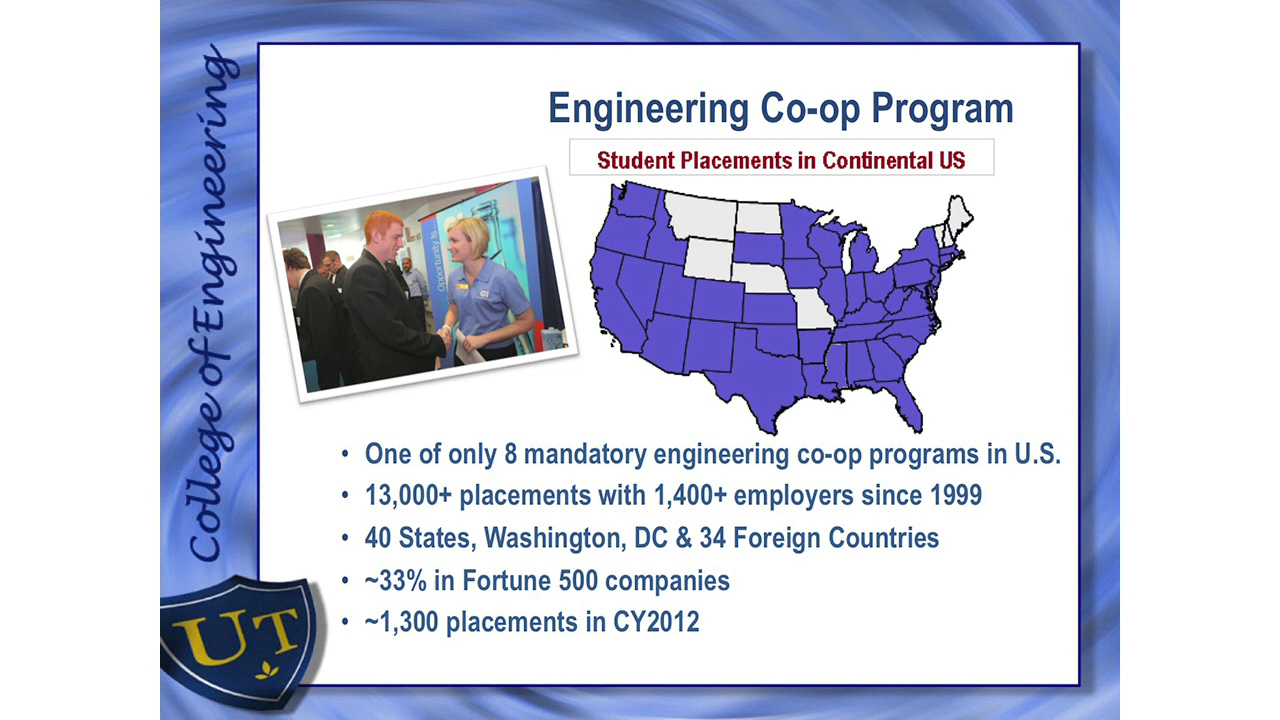 College of Engineering
Engineering Co-op Program
Student Placements in Continental US
Opportunity is...
• One of only 8 mandatory engineering co-op programs in U.S.
• 13,000+ placements with 1,400+ employers since 1999
• 40 States, Washington, DC & 34 Foreign Countries
• ~33% in Fortune 500 companies
• ~1,300 placements in CY2012
UT